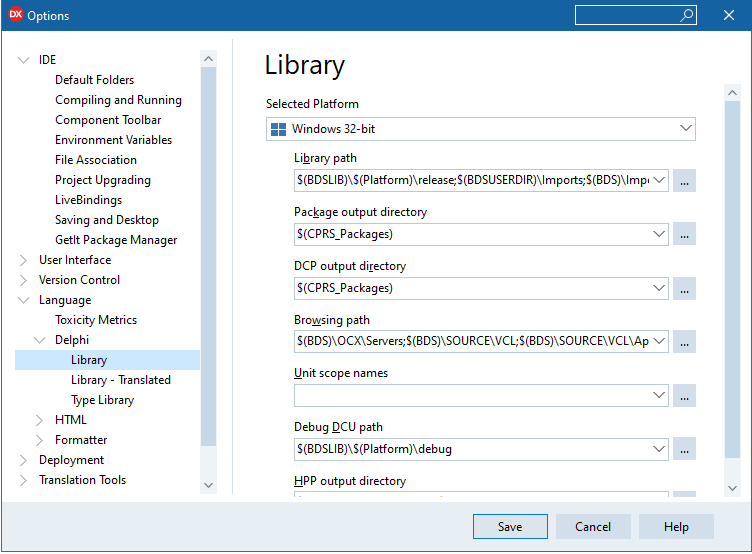 DX Options
IDE
Default Folders
Compiling and Running
Component Toolbar
Environment Variables
File Association
Project Upgrading
LiveBindings
Saving and Desktop
GetIt Package Manager
User Interface
Version Control
Language
Toxicity Metrics
Delphi
Library
Library - Translated
Type Library
HTML
Formatter
Deployment
Translation Tools
Library
Selected Platform
Windows 32-bit
Library path
$(BDSLIB)\$(Platform)\release;$(BDSUSERDIR)\Imports;$(BDS)\Impo
...
Package output directory
$(CPRS_Packages)
...
DCP output directory
$(CPRS_Packages)
...
Browsing path
$(BDS)\OCX\Servers;$(BDS)\SOURCE\VCL;$(BDS)\SOURCE\VCL\Ap
...
Unit scope names
...
Debug DCU path
$(BDSLIB)\$(Platform)\debug
...
HPP output directory
Save
Cancel
Help